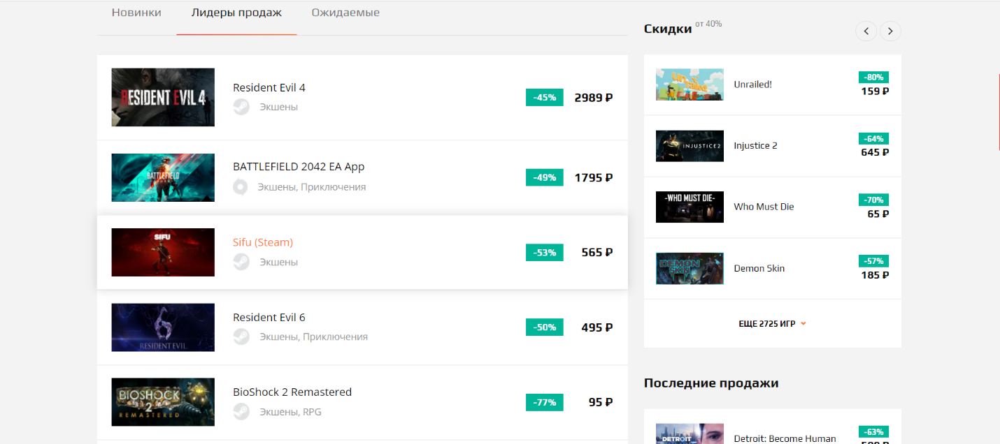 Новинки
Лидеры продаж
Ожидаемые
RESIDENT EVIL 4
Resident Evil 4
Экшены
-45%
2989 ₽
BATTLEFIELD
BATTLEFIELD 2042 EA App
Экшены, Приключения
-49%
1795 ₽
SIFU
Sifu (Steam)
Экшены
-53%
565 ₽
6
RESIDENT EVIL
Resident Evil 6
Экшены, Приключения
-50%
495 ₽
BIOSHOCK
2
REMASTERED
BioShock 2 Remastered
Экшены, RPG
-77%
95 ₽
Скидки от 40%
Unrailed!
-80%
159 ₽
INJUSTICE 2
Injustice 2
-64%
645 ₽
-WHO MUST DIE-
Who Must Die
-70%
65 ₽
DEMON
SKIN
Demon Skin
-57%
185 ₽
ЕЩЕ 2725 ИГР
Последние продажи
DETROIT
Detroit: Become Human
-63%